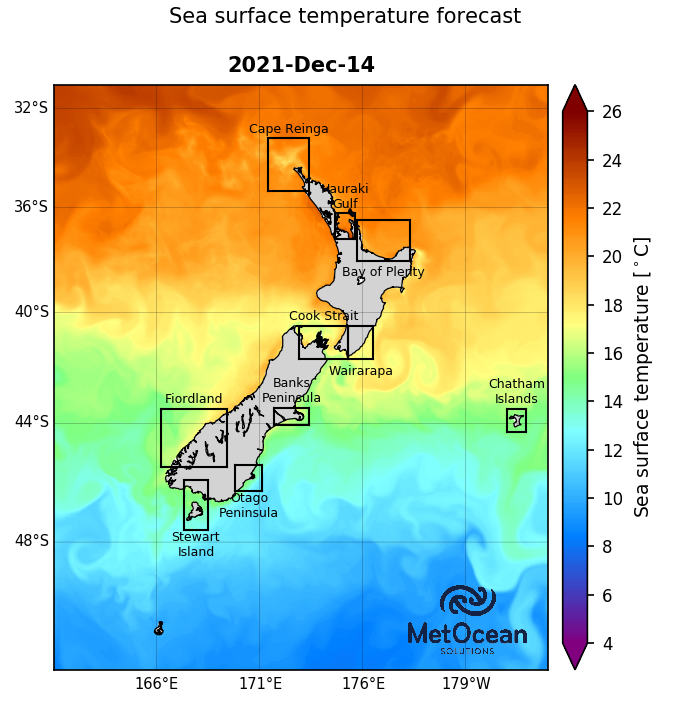 Sea surface temperature forecast
2021-Dec-14
32°S
36°S
40°S
44°S
48°S
Cape Reinga
Hauraki
Gulf
Bay of Plenty
Cook Strait
Wairarapa
Banks
Peninsula
Fiordland
Chatham
Islands
Otago
Peninsula
Stewart
Island
MetOcean
SOLUTIONS
166°E
171°E
176°E
179°W
26
24
22
20
18
16
14
12
10
8
6
4
Sea surface temperature [°C]